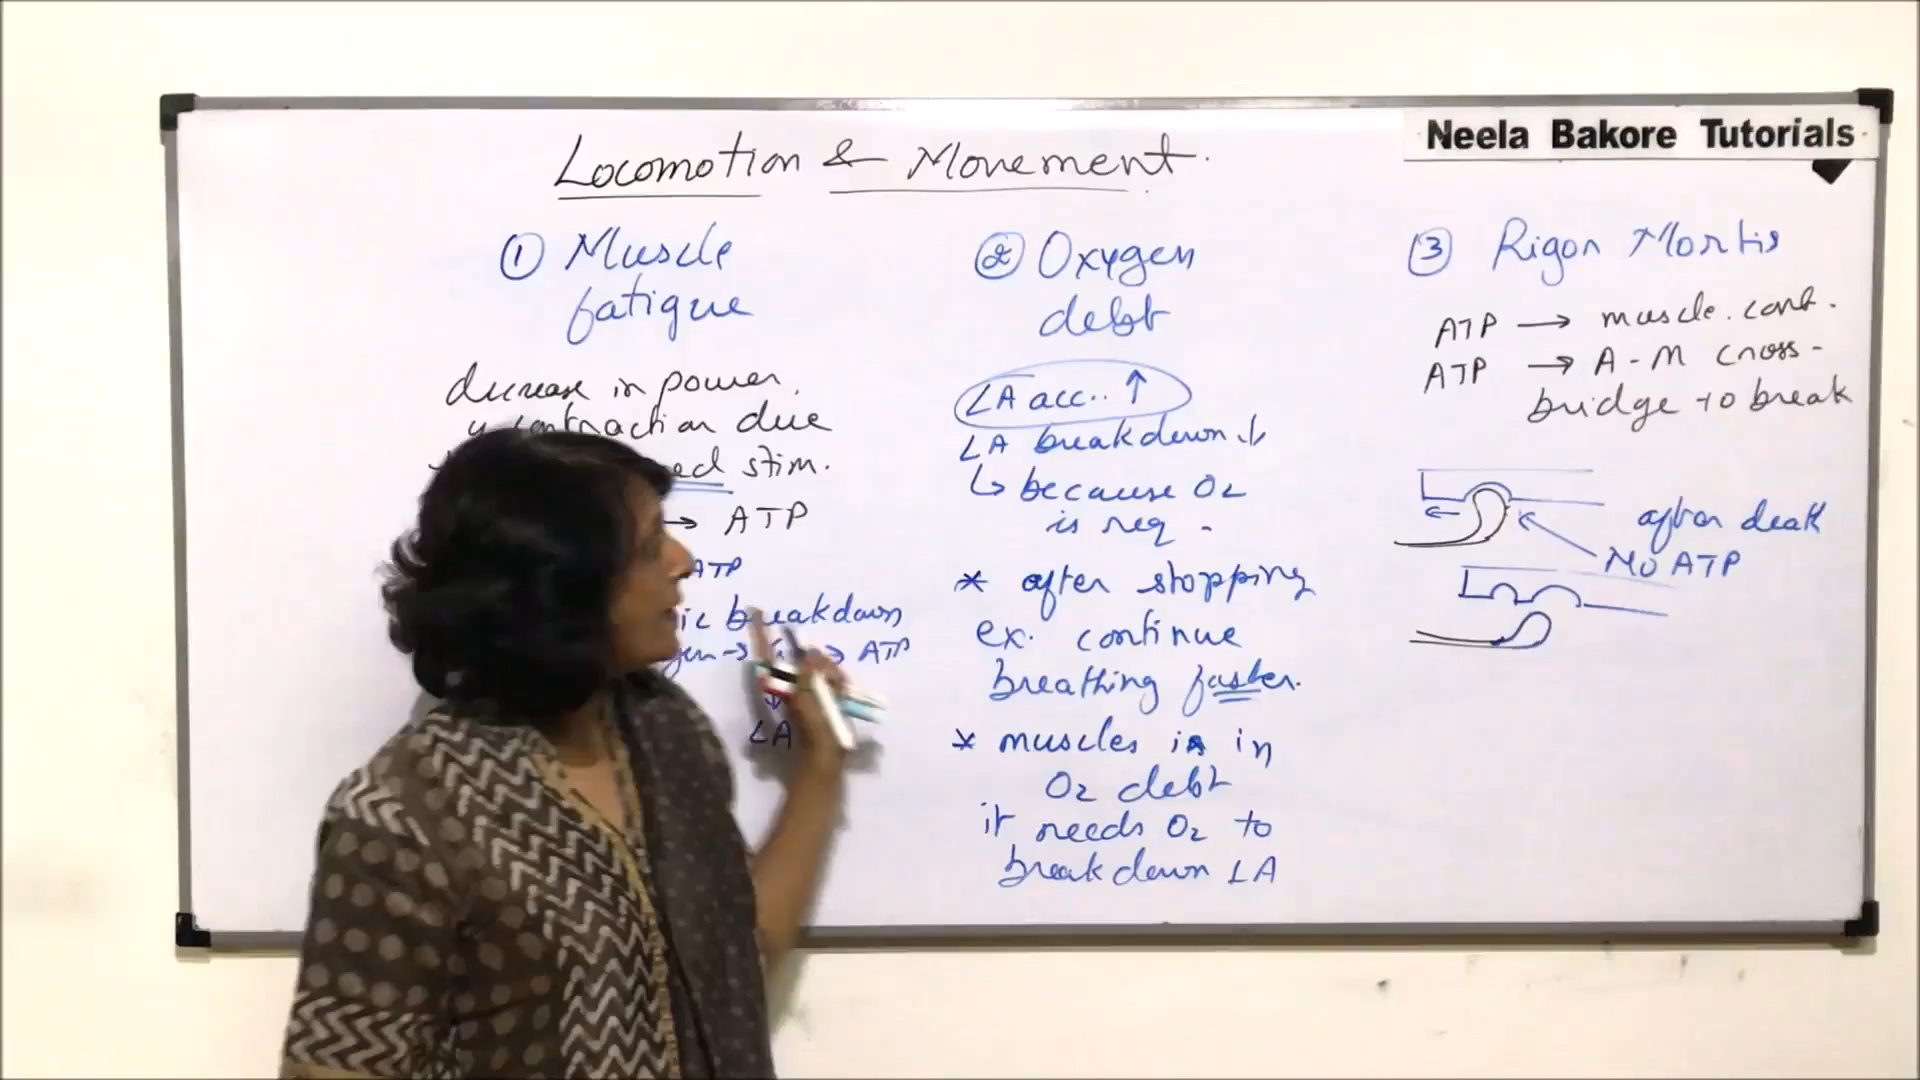 Neela Bakore Tutorials
Locomotion & Movement.
① Muscle
fatigue
decrease in power
contraction due
stim.
→ ATP
ATP
ic breakdown
→ → ATP
↓
LA
② Oxygen
debt
LA acc.. ↑
LA breakdown ↓
↳ because O2
is req -
* after stopping
ex. continue
breathing faster.
* muscles is in
O2 debt
it needs O2 to
breakdown LA
③ Rigor Mortis
ATP → muscle. cont.
ATP → A-M cross-
bridge to break
after death
No ATP